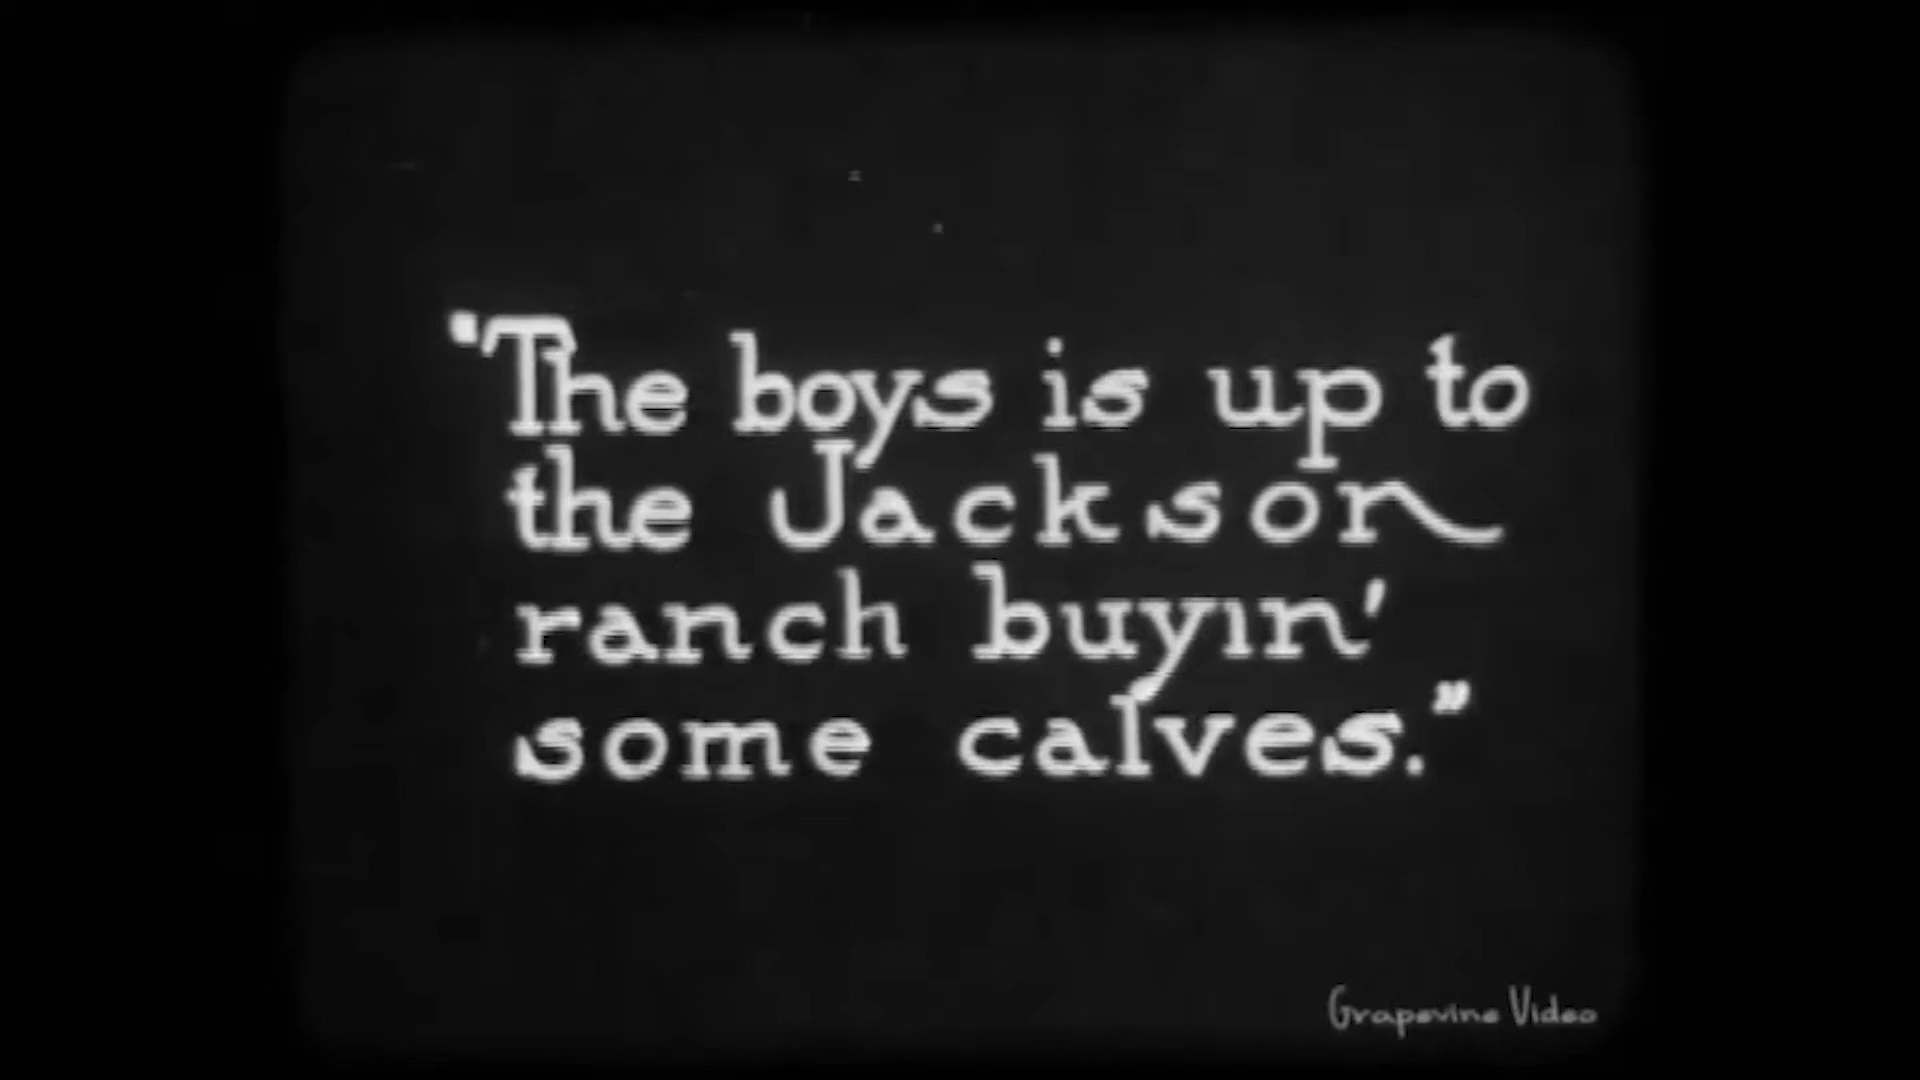 "The boys is up to
the Jackson
ranch buyin'
some calves."
Grapevine Video